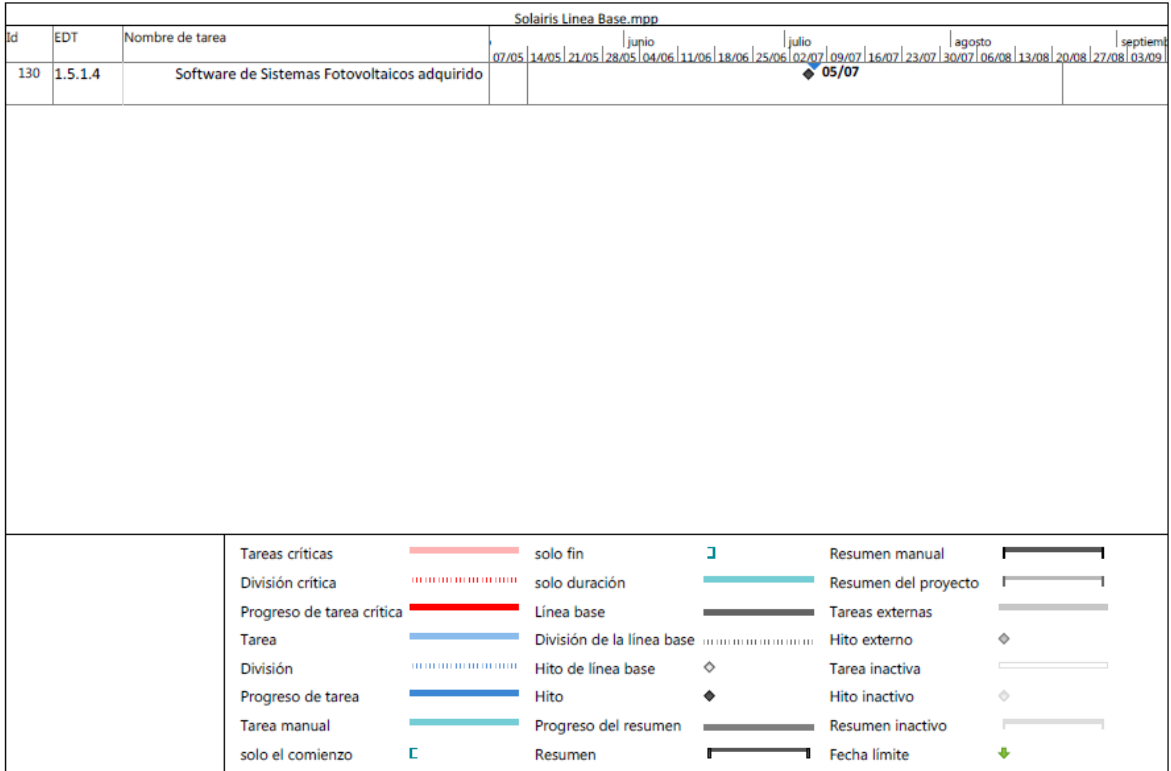 Solairis Linea Base.mpp
Id EDT Nombre de tarea
junio julio agosto septiemb
07/05 14/05 21/05 28/05 04/06 11/06 18/06 25/06 02/07 09/07 16/07 23/07 30/07 06/08 13/08 20/08 27/08 03/09
130 1.5.1.4 Software de Sistemas Fotovoltaicos adquirido 05/07
Tareas críticas solo fin Resumen manual
División crítica solo duración Resumen del proyecto
Progreso de tarea crítica Línea base Tareas externas
Tarea División de la línea base Hito externo
División Hito de línea base Tarea inactiva
Progreso de tarea Hito Hito inactivo
Tarea manual Progreso del resumen Resumen inactivo
solo el comienzo Resumen Fecha límite